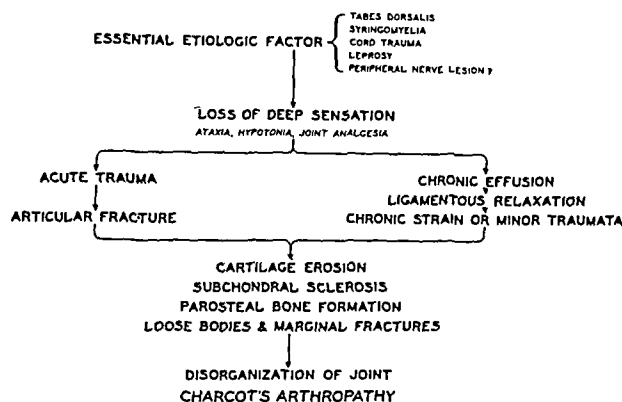 TABES DORSALIS
SYRINGOMYELIA
ESSENTIAL ETIOLOGIC FACTOR
CORD TRAUMA
LEPROSY
PERIPHERAL NERVE LESION?
LOSS OF DEEP SENSATION
ATAXIA, HYPOTONIA, JOINT ANALGESIA
ACUTE TRAUMA
ARTICULAR FRACTURE
CHRONIC EFFUSION
LIGAMENTOUS RELAXATION
CHRONIC STRAIN OR MINOR TRAUMATA
CARTILAGE EROSION
SUBCHONDRAL SCLEROSIS
PAROSTEAL BONE FORMATION
LOOSE BODIES & MARGINAL FRACTURES
DISORGANIZATION OF JOINT
CHARCOT'S ARTHROPATHY